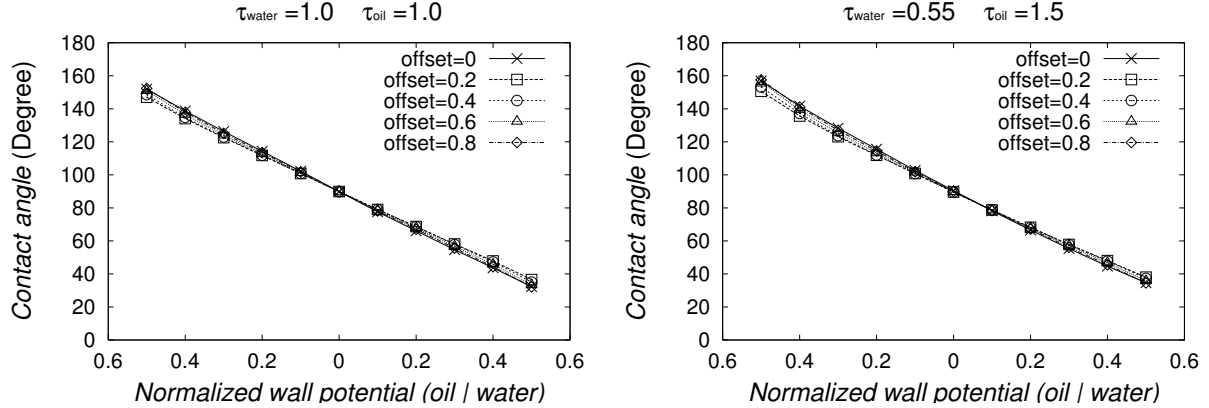 τwater =1.0 τoil =1.0
180
160
140
120
100
80
60
40
20
0
0.6 0.4 0.2 0 0.2 0.4 0.6
Contact angle (Degree)
Normalized wall potential (oil | water)
offset=0
offset=0.2
offset=0.4
offset=0.6
offset=0.8
τwater =0.55 τoil =1.5
180
160
140
120
100
80
60
40
20
0
0.6 0.4 0.2 0 0.2 0.4 0.6
Contact angle (Degree)
Normalized wall potential (oil | water)
offset=0
offset=0.2
offset=0.4
offset=0.6
offset=0.8